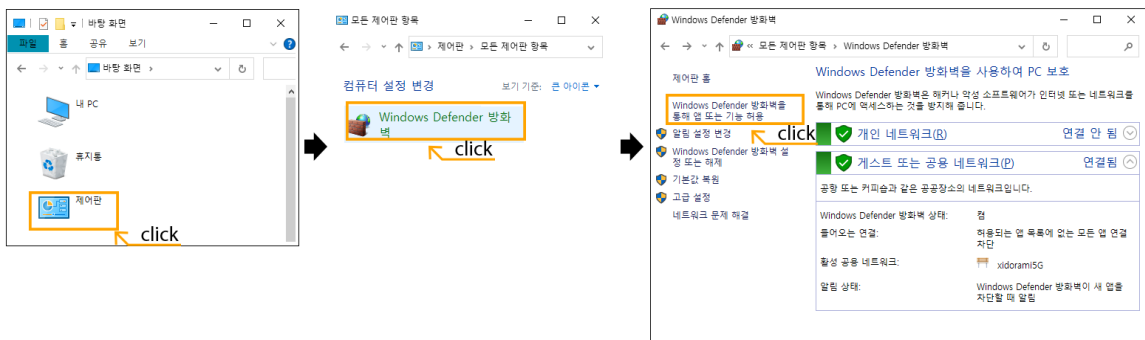 바탕 화면
파일 홈 공유 보기
바탕 화면
내 PC
휴지통
제어판
click
모든 제어판 항목
제어판 > 모든 제어판 항목
컴퓨터 설정 변경
보기 기준: 큰 아이콘
Windows Defender 방화
벽
click
Windows Defender 방화벽
« 모든 제어판 항목 > Windows Defender 방화벽
제어판 홈
Windows Defender 방화벽을
통해 앱 또는 기능 허용
click
알림 설정 변경
Windows Defender 방화벽 설
정 또는 해제
기본값 복원
고급 설정
네트워크 문제 해결
Windows Defender 방화벽을 사용하여 PC 보호
Windows Defender 방화벽은 해커나 악성 소프트웨어가 인터넷 또는 네트워크를
통해 PC에 액세스하는 것을 방지해 줍니다.
개인 네트워크(R) 연결 안 됨
게스트 또는 공용 네트워크(P) 연결됨
공항 또는 커피숍과 같은 공공장소의 네트워크입니다.
Windows Defender 방화벽 상태: 켬
들어오는 연결: 허용되는 앱 목록에 없는 모든 앱 연결
차단
활성 공용 네트워크: xidorami5G
알림 상태: Windows Defender 방화벽이 새 앱을
차단할 때 알림